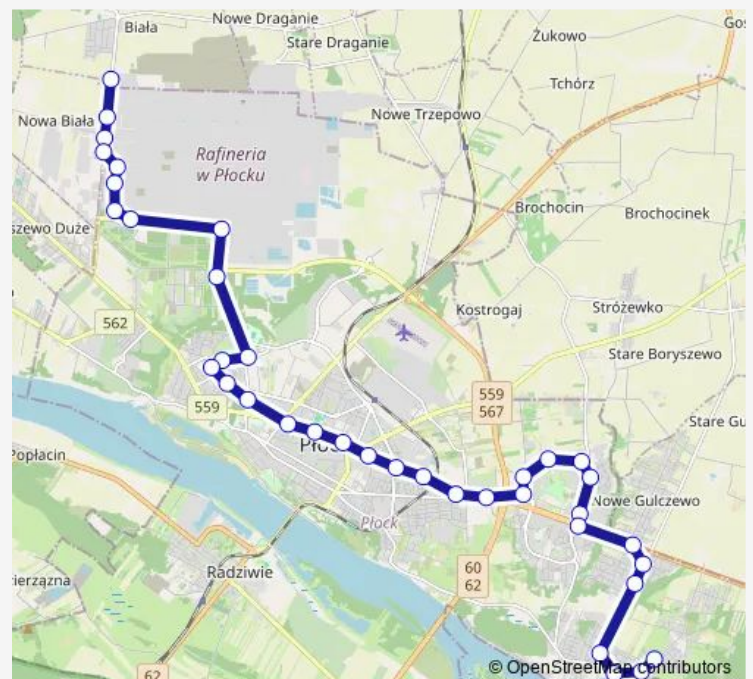 Nowe Draganie
Biała
Gos
Stare Draganie
Żukowo
Tchórz
Nowe Trzepowo
Nowa Biała
Rafineria
w Płocku
Brochocin
Brochocinek
szewo Duże
Kostrogaj
Stróżewko
562
Stare Boryszewo
559
559
567
Stare Gu
Popłacin
Nowe Gulczewo
Płock
Radziwie
60
62
zierzązna
62
© OpenStreetMap contributors